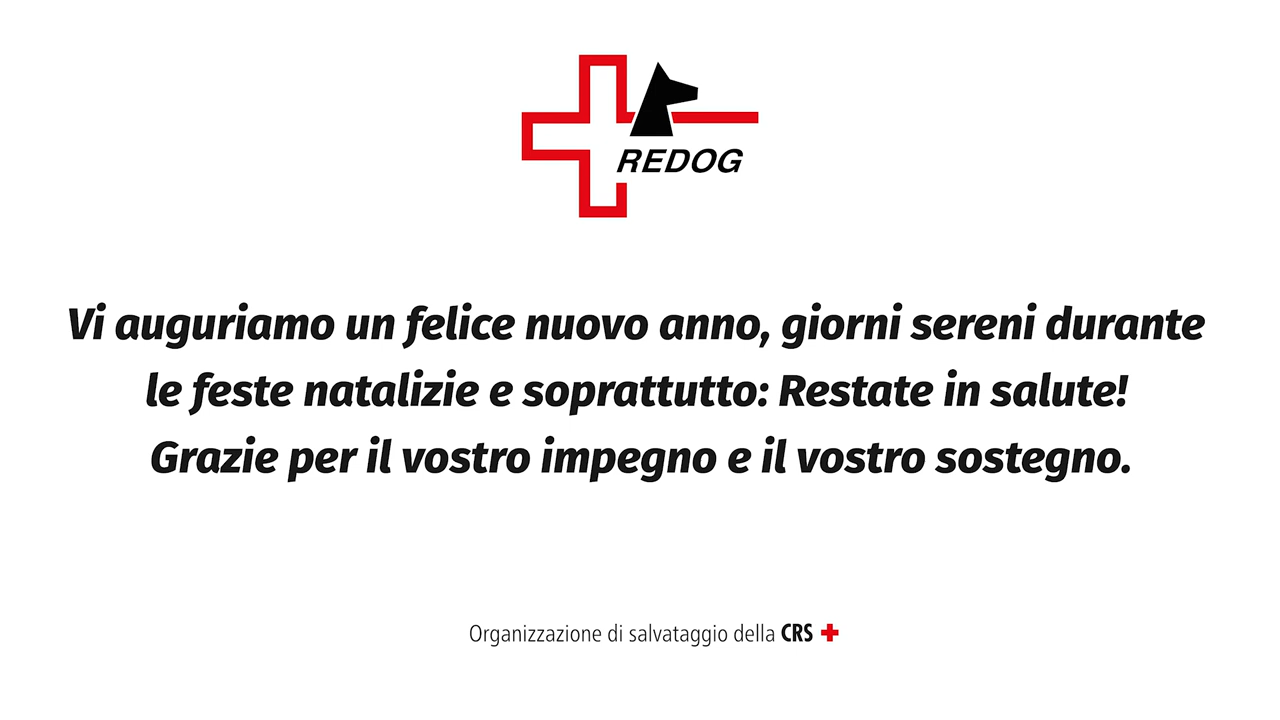 REDOG
Vi auguriamo un felice nuovo anno, giorni sereni durante
le feste natalizie e soprattutto: Restate in salute!
Grazie per il vostro impegno e il vostro sostegno.
Organizzazione di salvataggio della CRS